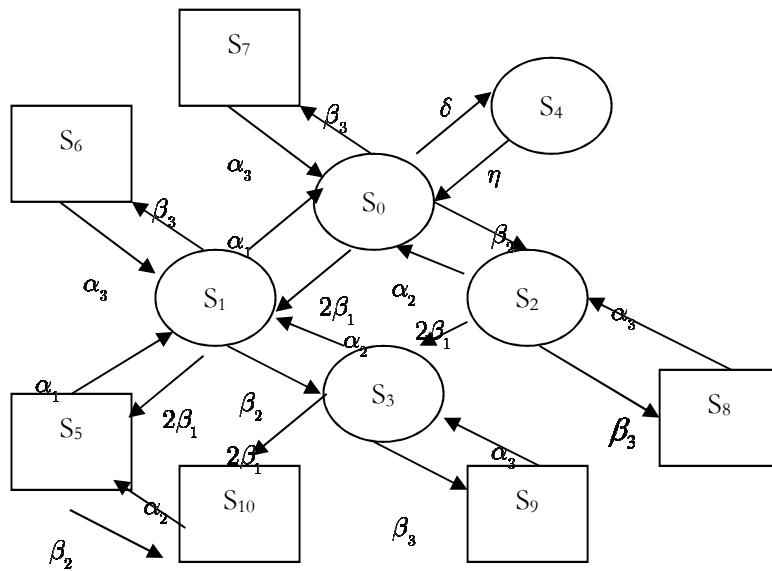 S₇
δ
S₄
β₃
S₆
α₃
η
S₀
β₃
α₁
β₂
α₃
S₁
α₂
S₂
2β₁
α₃
2β₁
α₂
α₁
β₂
S₃
S₈
2β₁
β₃
S₅
2β₁
α₃
S₁₀
S₉
α₂
β₃
β₂